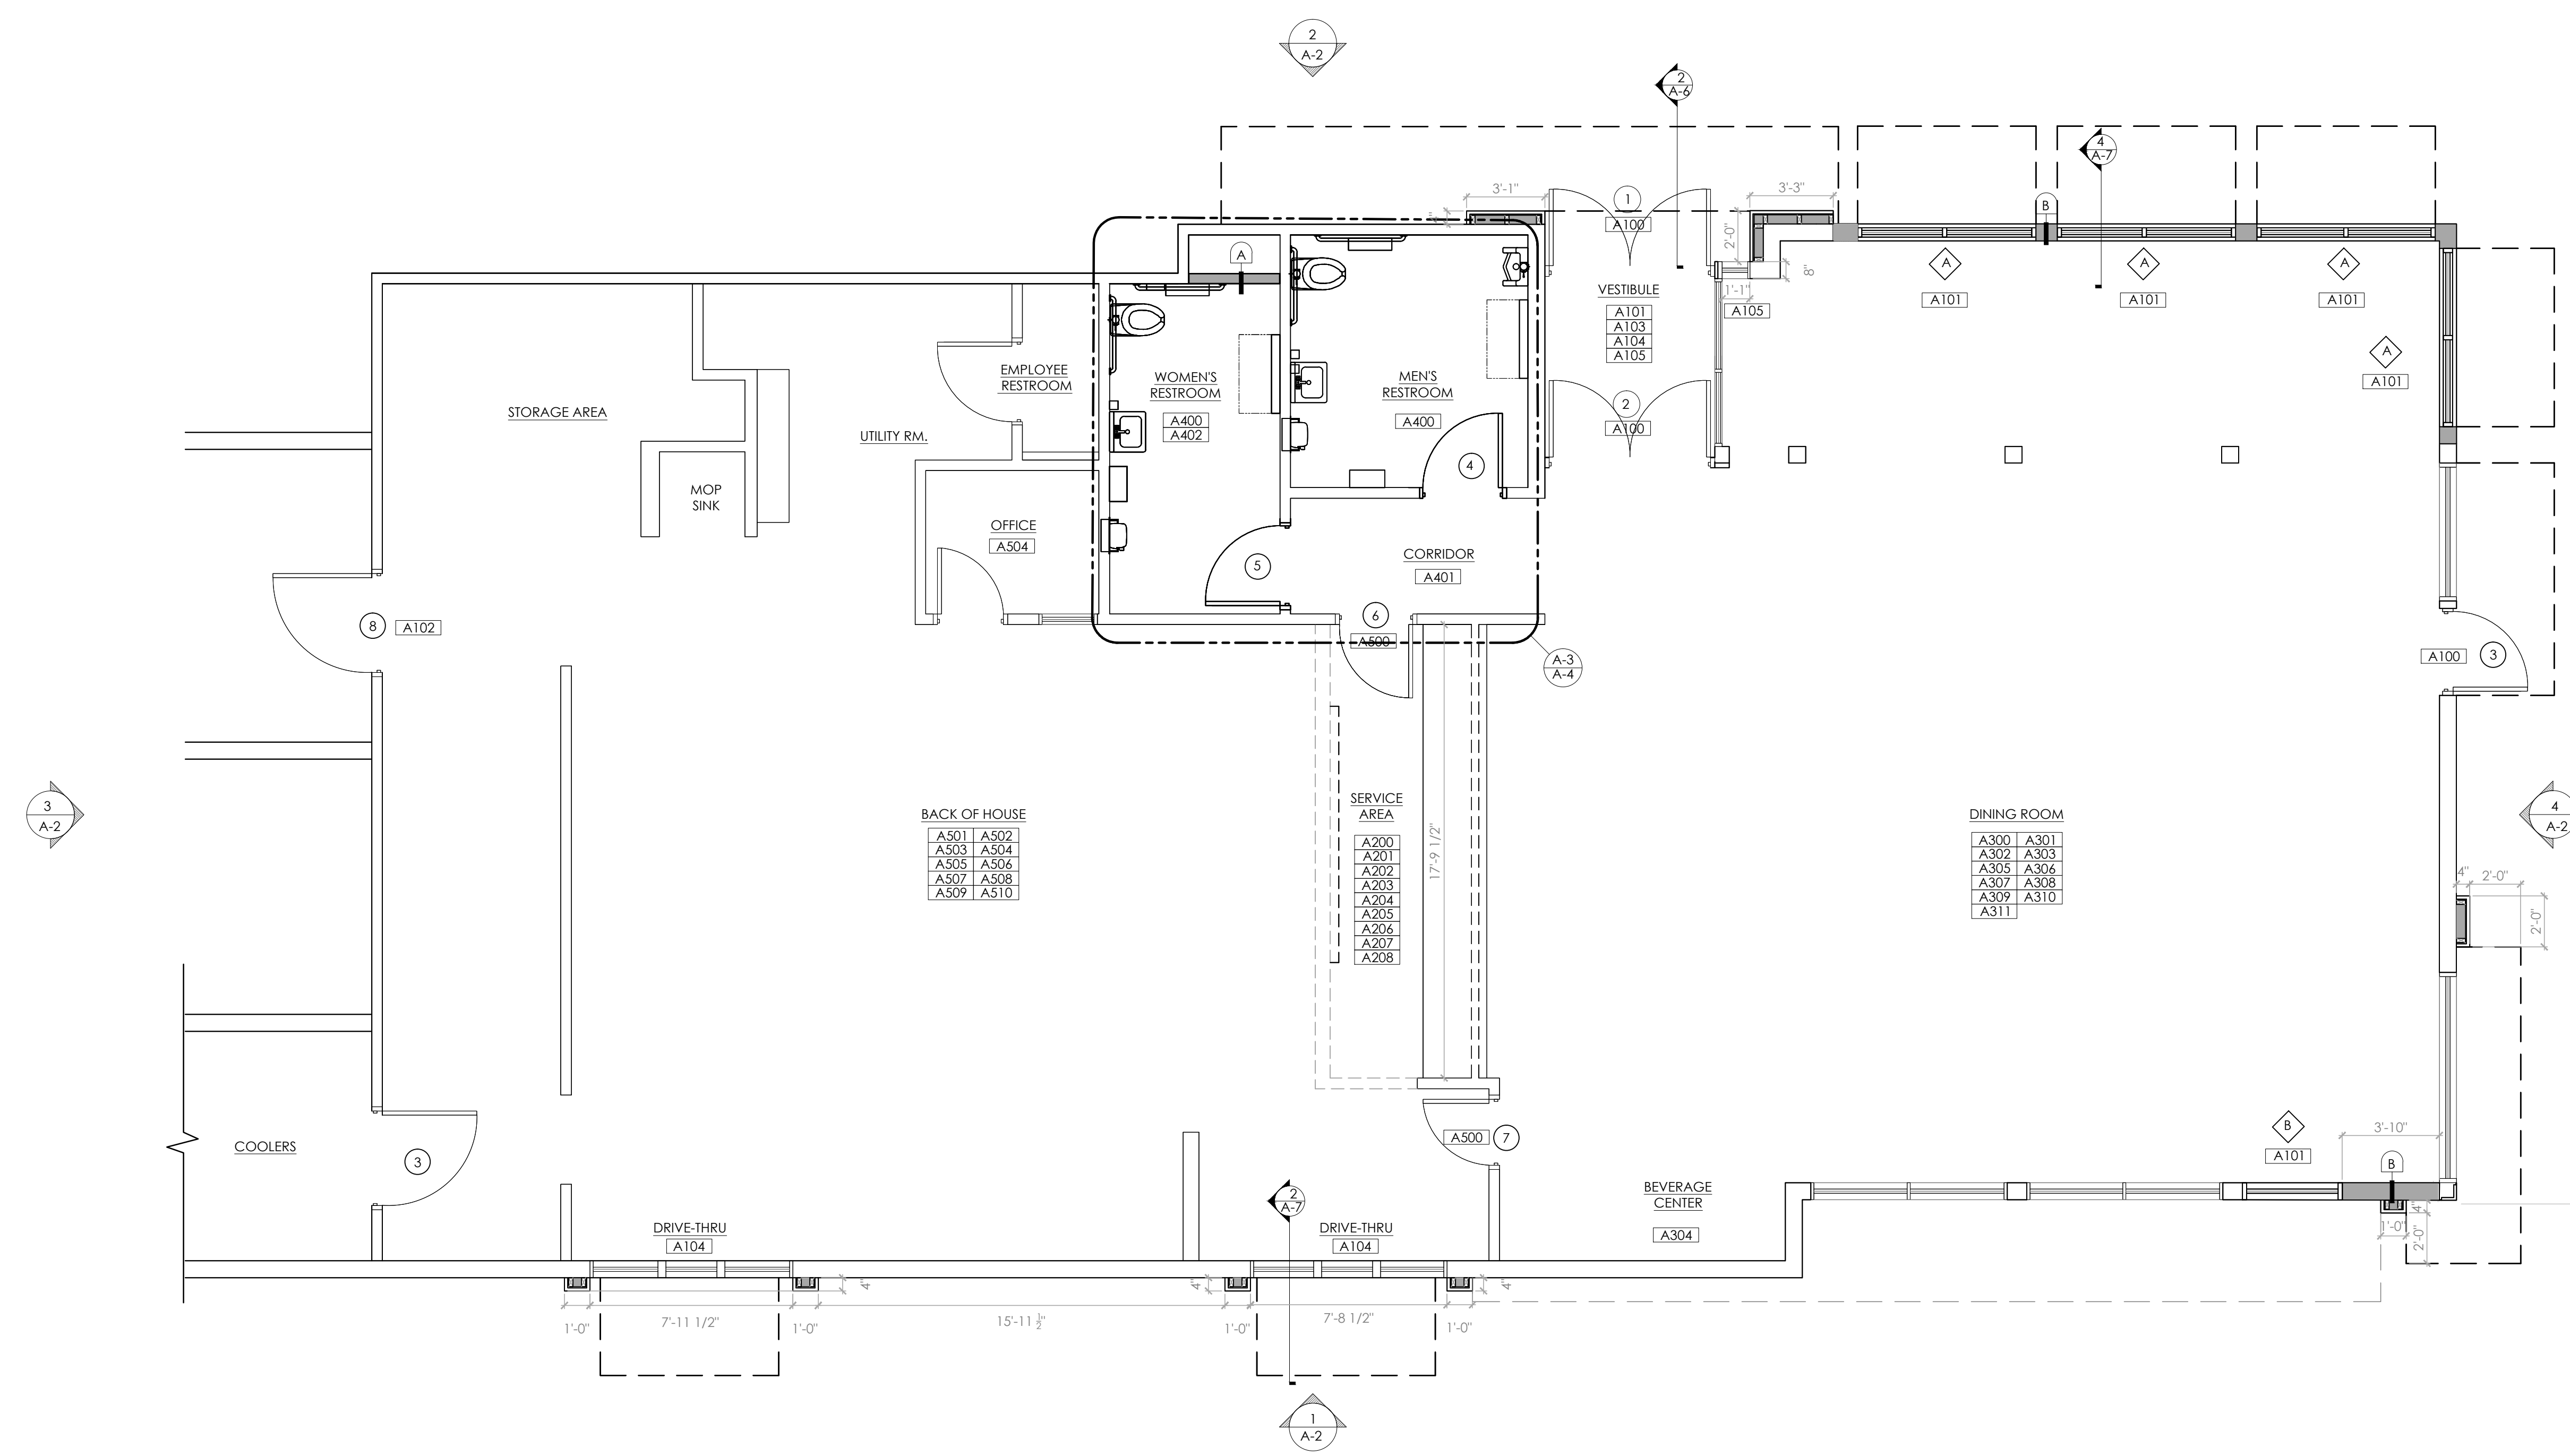 2
A-2
2
A-6
4
A-7
3'-1"
1
A100
3'-3"
B
2'-0"
8"
1'-1"
A105
A
VESTIBULE
A101
A103
A104
A105
A
A101
A
A101
A
A101
A
A101
STORAGE AREA
EMPLOYEE
RESTROOM
UTILITY RM.
WOMEN'S
RESTROOM
A400
A402
MEN'S
RESTROOM
A400
2
A100
4
MOP
SINK
OFFICE
A504
5
CORRIDOR
A401
6
A500
8
A102
A-3
A-4
A100
3
3
A-2
BACK OF HOUSE
A501 A502
A503 A504
A505 A506
A507 A508
A509 A510
SERVICE
AREA
A200
A201
A202
A203
A204
A205
A206
A207
A208
17'-9 1/2"
DINING ROOM
A300 A301
A302 A303
A305 A306
A307 A308
A309 A310
A311
4
A-2
4"
2'-0"
2'-0"
COOLERS
3
A500
7
B
A101
3'-10"
B
BEVERAGE
CENTER
A304
DRIVE-THRU
A104
2
A-7
DRIVE-THRU
A104
4"
1'-0"
2'-0"
4"
4"
4"
1'-0"
7'-11 1/2"
1'-0"
15'-11 1/2"
1'-0"
7'-8 1/2"
1'-0"
1
A-2